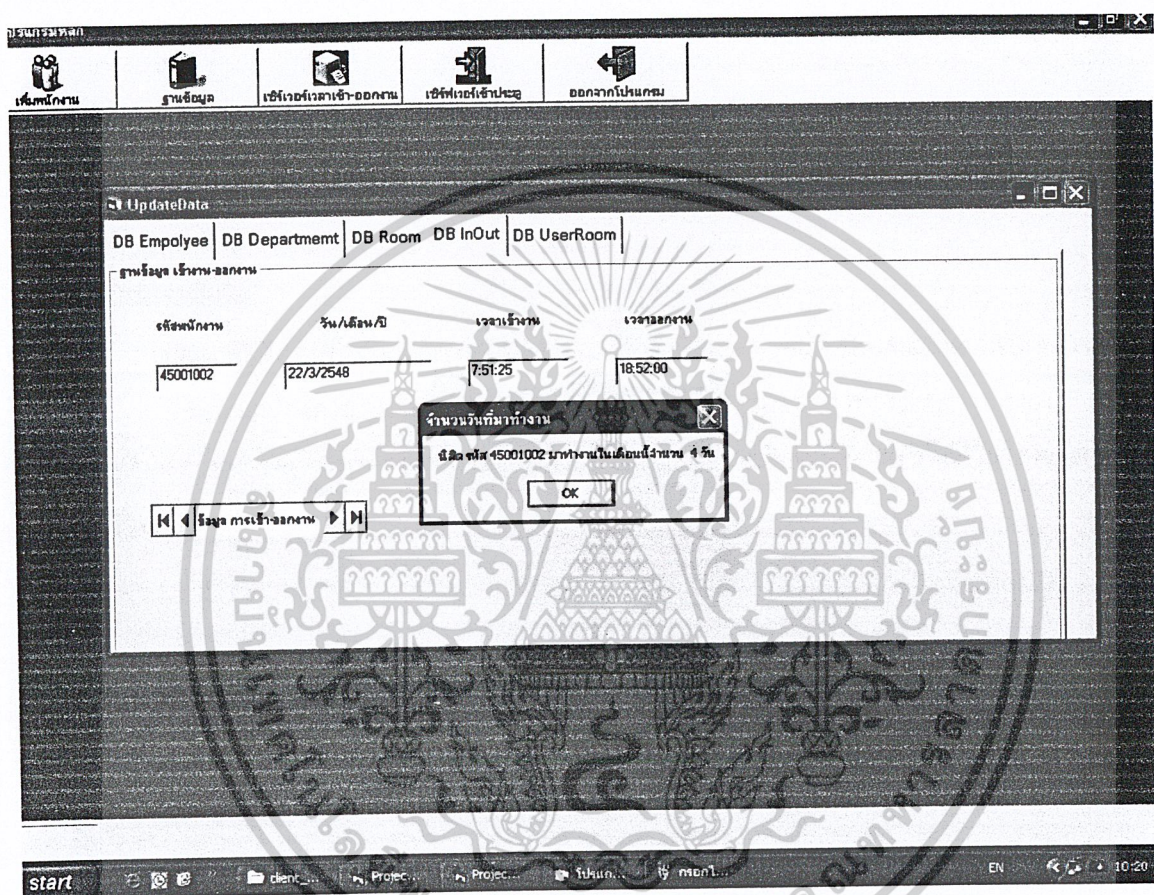 โปรแกรมหลัก
เพิ่มพนักงาน ฐานข้อมูล เซิร์เวอร์เวลาเข้า-ออกงาน เซิร์ฟเวอร์เข้าประตู ออกจากโปรแกรม
UpdateData
DB Empolyee DB Departmemt DB Room DB InOut DB UserRoom
ฐานข้อมูล เข้างาน-ออกงาน
รหัสพนักงาน วัน/เดือน/ปี เวลาเข้างาน เวลาออกงาน
45001002 22/3/2548 7:51:25 18:52:00
จำนวนวันที่มาทำงาน
นิสิต รหัส 45001002 มาทำงานในเดือนนี้จำนวน 4 วัน
OK
ข้อมูล การเข้า-ออกงาน
start client_... Projec... Projec... โปรแก... EN 10:20